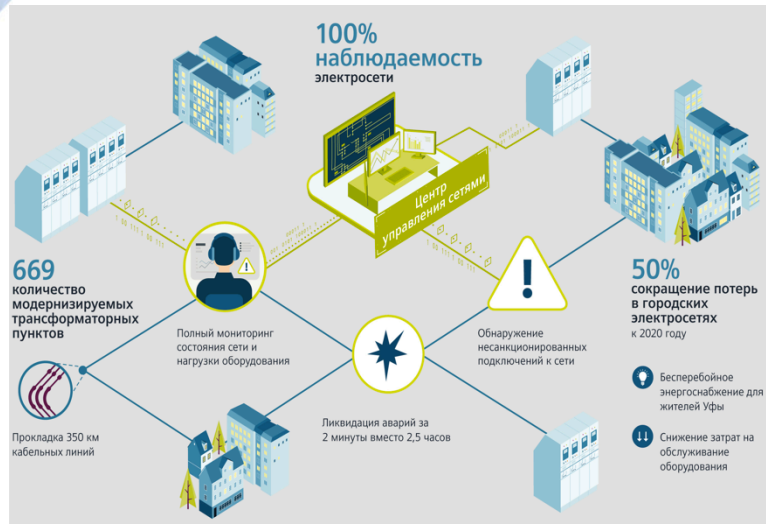 100%
наблюдаемость
электросети
Центр
управления сетями
669
количество
модернизируемых
трансформаторных
пунктов
Полный мониторинг
состояния сети и
нагрузки оборудования
Обнаружение
несанкционированных
подключений к сети
50%
сокращение потерь
в городских
электросетях
к 2020 году
Бесперебойное
энергоснабжение для
жителей Уфы
Снижение затрат на
обслуживание
оборудования
Прокладка 350 км
кабельных линий
Ликвидация аварий за
2 минуты вместо 2,5 часов